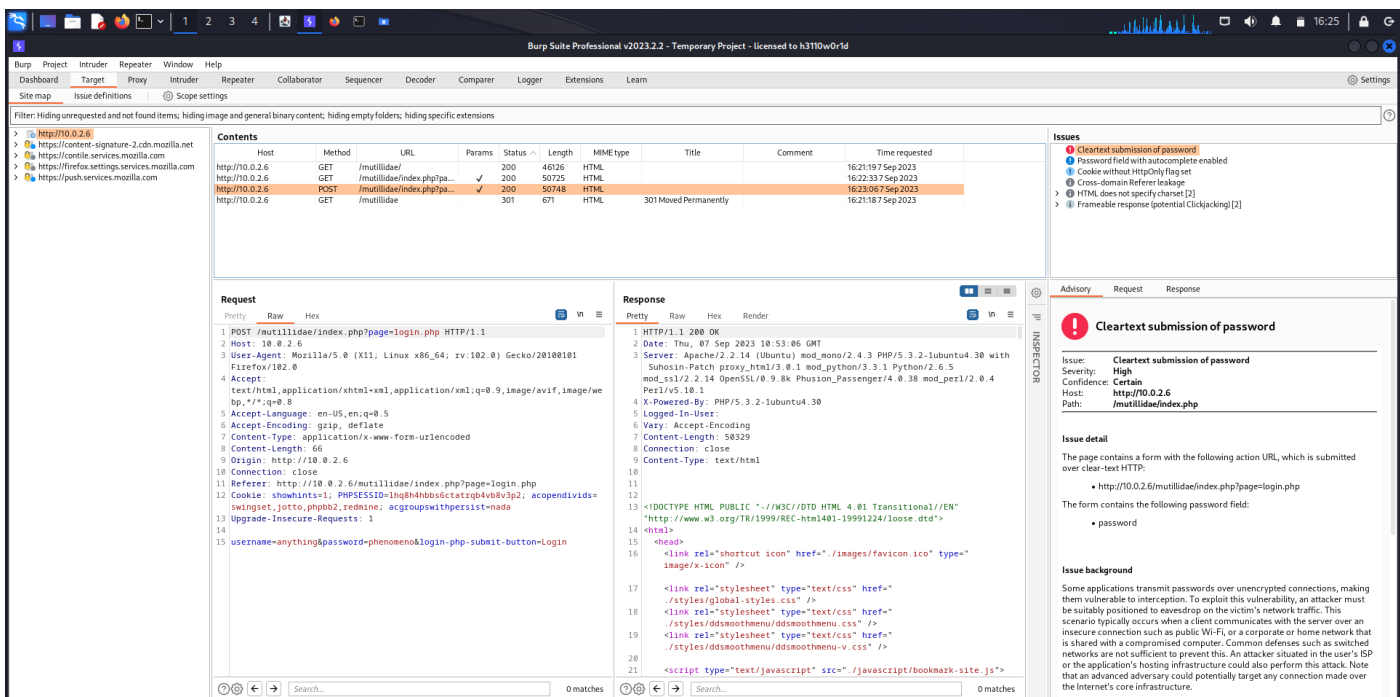 1 2 3 4 16:25
Burp Suite Professional v2023.2.2 - Temporary Project - licensed to h3110w0r1d
Burp Project Intruder Repeater Window Help
Dashboard Target Proxy Intruder Repeater Collaborator Sequencer Decoder Comparer Logger Extensions Learn Settings
Site map Issue definitions Scope settings
Filter: Hiding unrequested and not found items; hiding image and general binary content; hiding empty folders; hiding specific extensions
http://10.0.2.6
https://content-signature-2.cdn.mozilla.net
https://contile.services.mozilla.com
https://firefox.settings.services.mozilla.com
https://push.services.mozilla.com
Contents
Host Method URL Params Status Length MIME type Title Comment Time requested
http://10.0.2.6 GET /mutillidae/ 200 46126 HTML 16:21:19 7 Sep 2023
http://10.0.2.6 GET /mutillidae/index.php?pa... ✓ 200 50725 HTML 16:22:33 7 Sep 2023
http://10.0.2.6 POST /mutillidae/index.php?pa... ✓ 200 50748 HTML 16:23:06 7 Sep 2023
http://10.0.2.6 GET /mutillidae 301 671 HTML 301 Moved Permanently 16:21:18 7 Sep 2023
Issues
Cleartext submission of password
Password field with autocomplete enabled
Cookie without HttpOnly flag set
Cross-domain Referer leakage
HTML does not specify charset [2]
Frameable response (potential Clickjacking) [2]
Request
Pretty Raw Hex \n
1 POST /mutillidae/index.php?page=login.php HTTP/1.1
2 Host: 10.0.2.6
3 User-Agent: Mozilla/5.0 (X11; Linux x86_64; rv:102.0) Gecko/20100101
Firefox/102.0
4 Accept:
text/html,application/xhtml+xml,application/xml;q=0.9,image/avif,image/we
bp,*/*;q=0.8
5 Accept-Language: en-US,en;q=0.5
6 Accept-Encoding: gzip, deflate
7 Content-Type: application/x-www-form-urlencoded
8 Content-Length: 66
9 Origin: http://10.0.2.6
10 Connection: close
11 Referer: http://10.0.2.6/mutillidae/index.php?page=login.php
12 Cookie: showhints=1; PHPSESSID=lhq8h4hbbs6ctatrqb4vb8v3p2; acopendivids=
swingset,jotto,phpbb2,redmine; acgroupswithpersist=nada
13 Upgrade-Insecure-Requests: 1
14
15 username=anything&password=phenomeno&login-php-submit-button=Login
Search... 0 matches
Response
Pretty Raw Hex Render \n
1 HTTP/1.1 200 OK
2 Date: Thu, 07 Sep 2023 10:53:06 GMT
3 Server: Apache/2.2.14 (Ubuntu) mod_mono/2.4.3 PHP/5.3.2-1ubuntu4.30 with
Suhosin-Patch proxy_html/3.0.1 mod_python/3.3.1 Python/2.6.5
mod_ssl/2.2.14 OpenSSL/0.9.8k Phusion_Passenger/4.0.38 mod_perl/2.0.4
Perl/v5.10.1
4 X-Powered-By: PHP/5.3.2-1ubuntu4.30
5 Logged-In-User:
6 Vary: Accept-Encoding
7 Content-Length: 50329
8 Connection: close
9 Content-Type: text/html
10
11
12
13 <!DOCTYPE HTML PUBLIC "-//W3C//DTD HTML 4.01 Transitional//EN"
"http://www.w3.org/TR/1999/REC-html401-19991224/loose.dtd">
14 <html>
15 <head>
16 <link rel="shortcut icon" href="./images/favicon.ico" type="
image/x-icon" />
17 <link rel="stylesheet" type="text/css" href="
./styles/global-styles.css" />
18 <link rel="stylesheet" type="text/css" href="
./styles/ddsmoothmenu/ddsmoothmenu.css" />
19 <link rel="stylesheet" type="text/css" href="
./styles/ddsmoothmenu/ddsmoothmenu-v.css" />
20
21 <script type="text/javascript" src="./javascript/bookmark-site.js">
Search... 0 matches
INSPECTOR
Advisory Request Response
Cleartext submission of password
Issue: Cleartext submission of password
Severity: High
Confidence: Certain
Host: http://10.0.2.6
Path: /mutillidae/index.php
Issue detail
The page contains a form with the following action URL, which is submitted
over clear-text HTTP:
• http://10.0.2.6/mutillidae/index.php?page=login.php
The form contains the following password field:
• password
Issue background
Some applications transmit passwords over unencrypted connections, making
them vulnerable to interception. To exploit this vulnerability, an attacker must
be suitably positioned to eavesdrop on the victim's network traffic. This
scenario typically occurs when a client communicates with the server over an
insecure connection such as public Wi-Fi, or a corporate or home network that
is shared with a compromised computer. Common defenses such as switched
networks are not sufficient to prevent this. An attacker situated in the user's ISP
or the application's hosting infrastructure could also perform this attack. Note
that an advanced adversary could potentially target any connection made over
the Internet's core infrastructure.